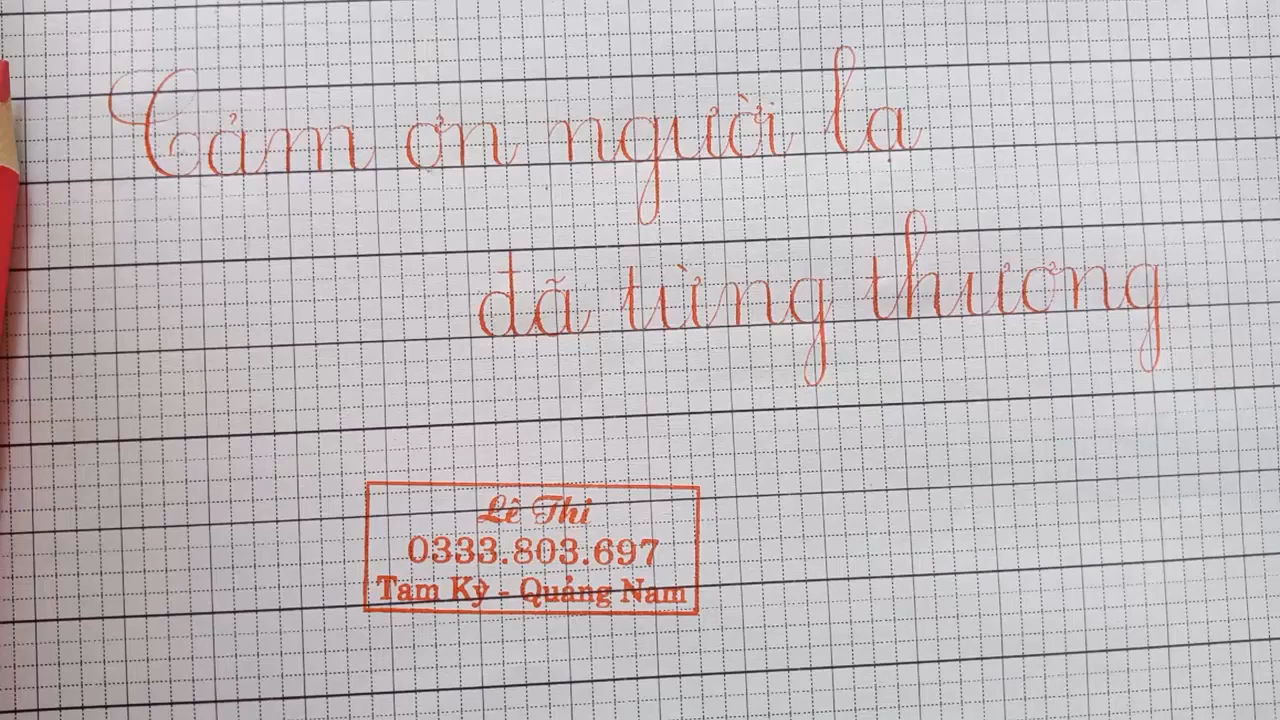 Cảm ơn người lạ
đã từng thương
Lê Thi
0333.803.697
Tam Kỳ - Quảng Nam